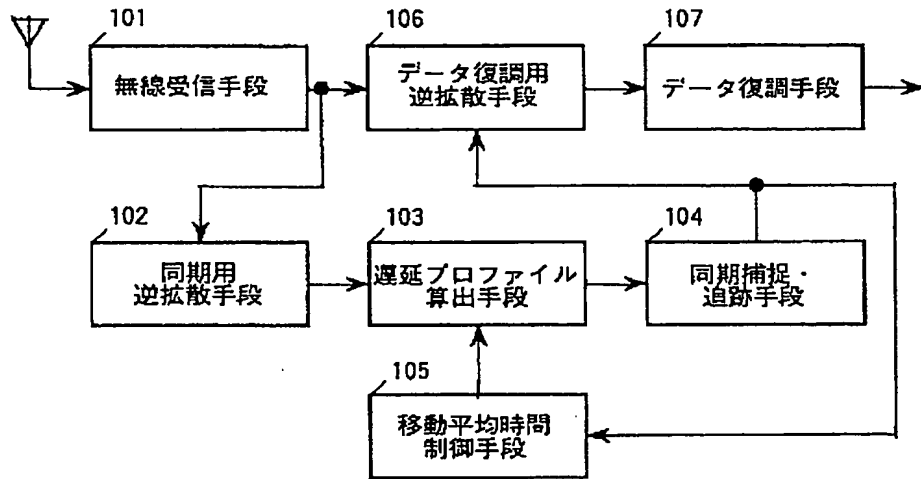 101
無線受信手段
106
データ復調用
逆拡散手段
107
データ復調手段
102
同期用
逆拡散手段
103
遅延プロファイル
算出手段
104
同期捕捉・
追跡手段
105
移動平均時間
制御手段